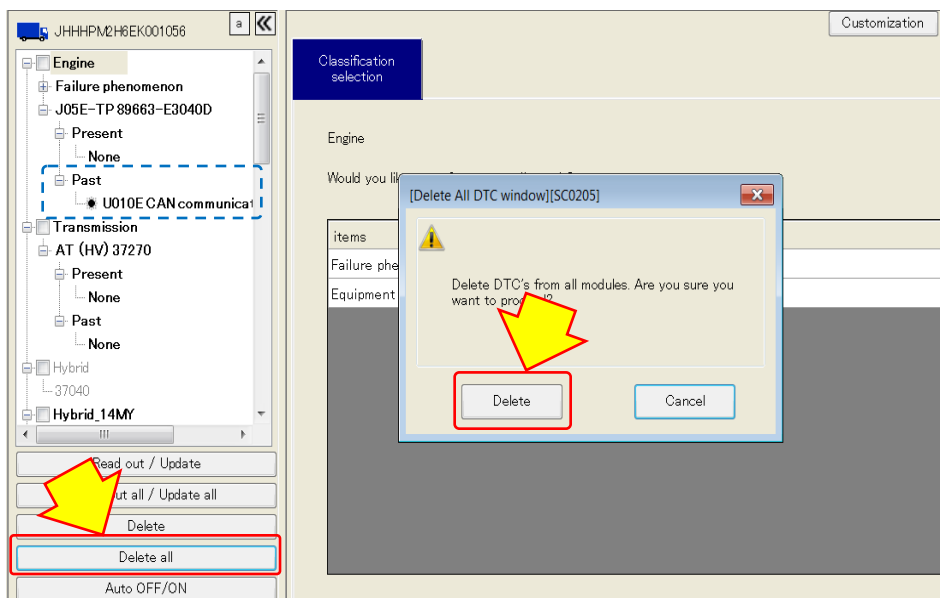 JHHHPM2H6EK001056
a
Customization
Engine
Failure phenomenon
J05E-TP 89663-E3040D
Present
None
Past
U010E CAN communicat
Transmission
AT (HV) 37270
Present
None
Past
None
Hybrid
37040
Hybrid_14MY
Read out / Update
out all / Update all
Delete
Delete all
Auto OFF/ON
Classification
selection
Engine
Would you li
items
Failure phe
Equipment
[Delete All DTC window][SC0205]
Delete DTC's from all modules. Are you sure you
want to
Delete
Cancel